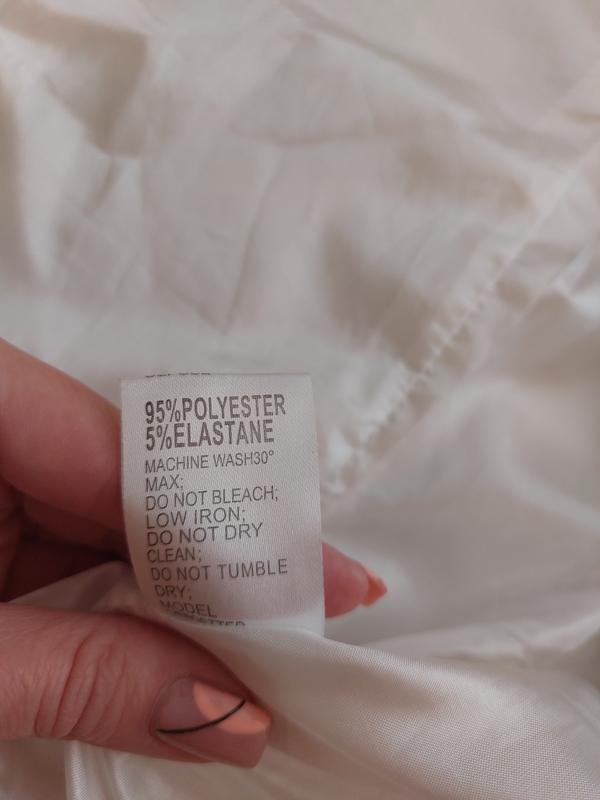 95%POLYESTER
5%ELASTANE
MACHINE WASH30°
MAX;
DO NOT BLEACH;
LOW IRON;
DO NOT DRY
CLEAN;
DO NOT TUMBLE
DRY;
MODEL